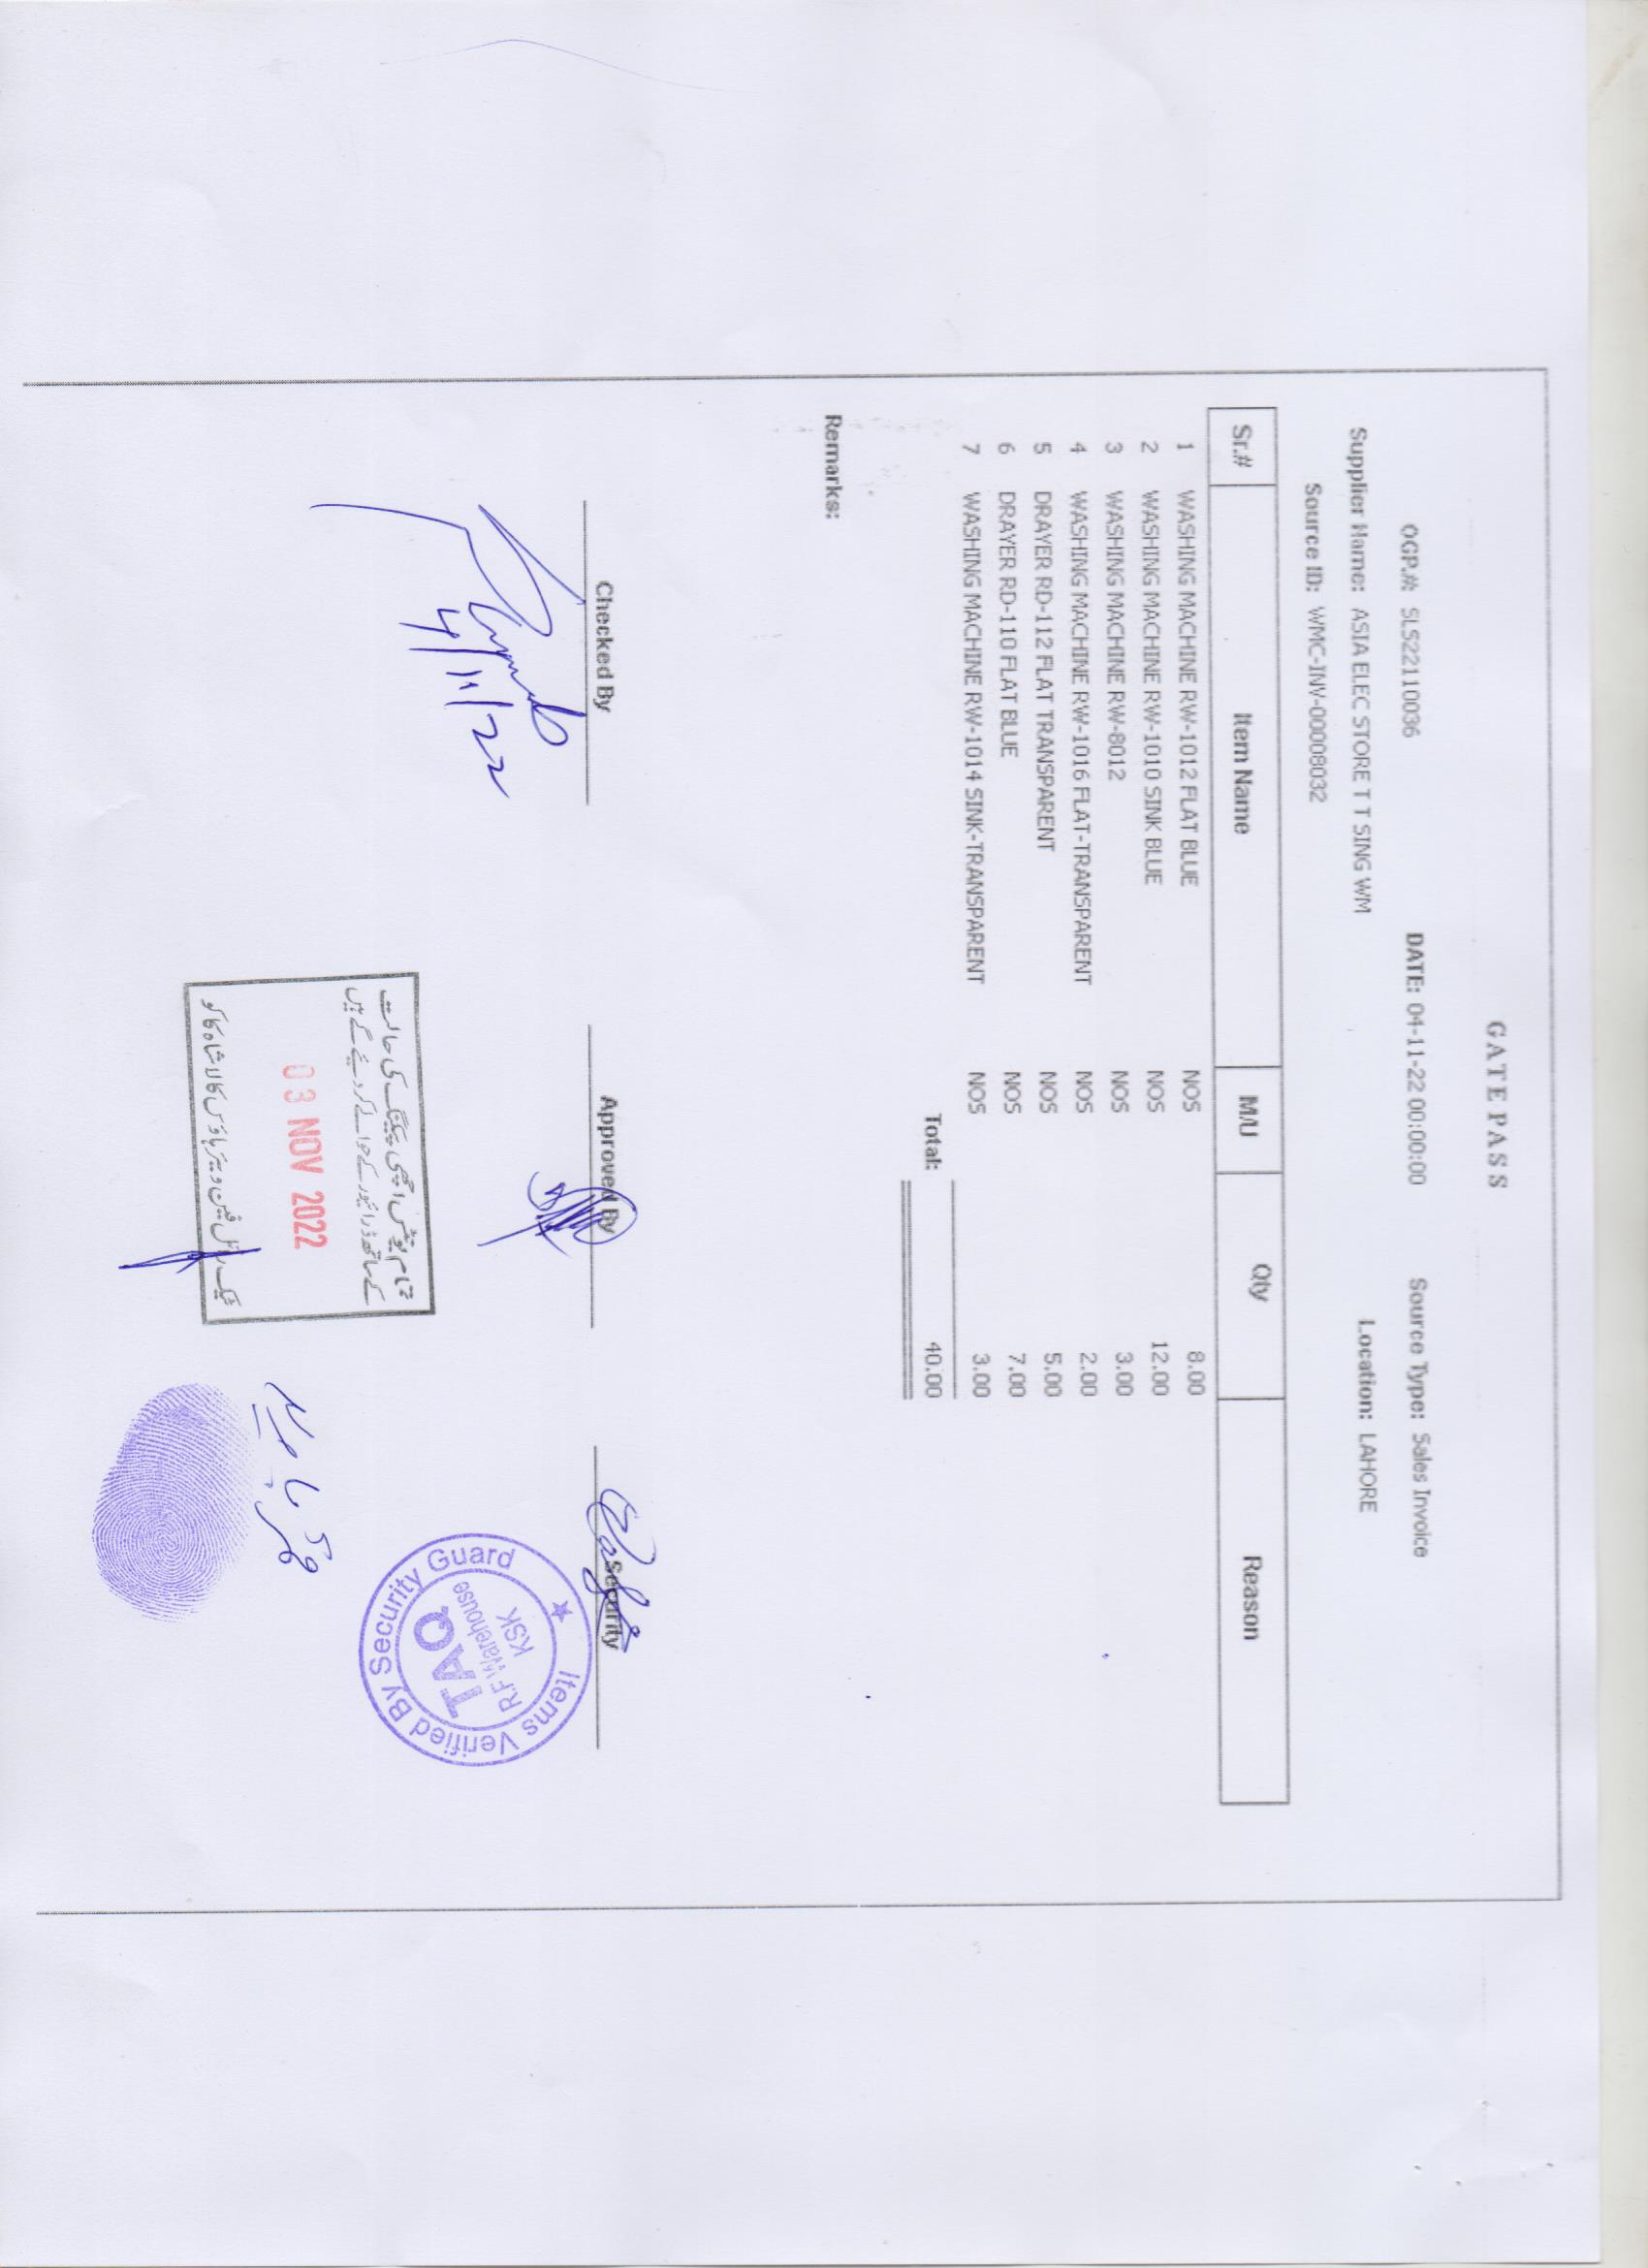 GATE PASS
OGP.#: SLS22110036 DATE: 04-11-22 00:00:00 Source Type: Sales Invoice
Supplier Name: ASIA ELEC STORE T T SING WM Location: LAHORE
Source ID: WMC-INV-00008032
Sr.# Item Name M/U Qty Reason
1 WASHING MACHINE RW-1012 FLAT BLUE NOS 8.00
2 WASHING MACHINE RW-1010 SINK BLUE NOS 12.00
3 WASHING MACHINE RW-8012 NOS 3.00
4 WASHING MACHINE RW-1016 FLAT-TRANSPARENT NOS 2.00
5 DRAYER RD-112 FLAT TRANSPARENT NOS 5.00
6 DRAYER RD-110 FLAT BLUE NOS 7.00
7 WASHING MACHINE RW-1014 SINK-TRANSPARENT NOS 3.00
Total: 40.00
Remarks:
Checked By Approved By Security
4/11/22
Items Verified By Security Guard
TAQ
R.F Warehouse
KSK
تمام یونٹس اچھی پیکنگ کی حالت
کے ساتھ ڈرائیور کے حوالے کر دیئے گے ہیں
03 NOV 2022
ٹیک رائل فین ویئر ہاؤس کالا شاہ کاکو